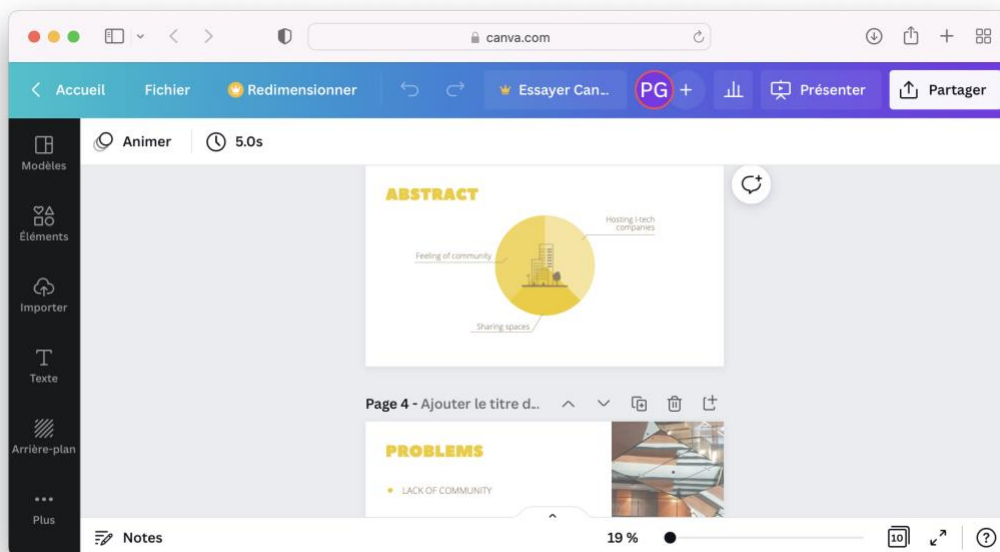 canva.com
Accueil
Fichier
Redimensionner
Essayer Can...
PG
+
Présenter
Partager
Animer
5.0s
Modèles
Éléments
Importer
Texte
Arrière-plan
Plus
ABSTRACT
Hosting i-tech
companies
Feeling of community
Sharing spaces
Page 4 - Ajouter le titre d...
PROBLEMS
LACK OF COMMUNITY
Notes
19 %
10
?